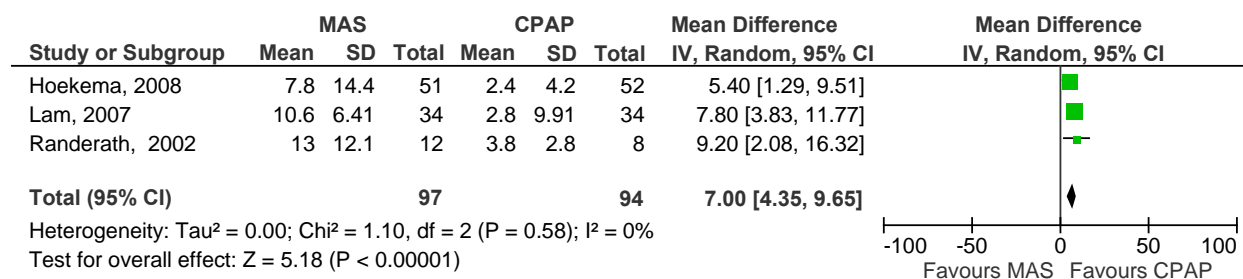 MAS CPAP Mean Difference Mean Difference
Study or Subgroup Mean SD Total Mean SD Total IV, Random, 95% CI IV, Random, 95% CI
Hoekema, 2008 7.8 14.4 51 2.4 4.2 52 5.40 [1.29, 9.51]
Lam, 2007 10.6 6.41 34 2.8 9.91 34 7.80 [3.83, 11.77]
Randerath, 2002 13 12.1 12 3.8 2.8 8 9.20 [2.08, 16.32]
Total (95% CI) 97 94 7.00 [4.35, 9.65]
Heterogeneity: Tau² = 0.00; Chi² = 1.10, df = 2 (P = 0.58); I² = 0%
Test for overall effect: Z = 5.18 (P < 0.00001)
-100 -50 0 50 100
Favours MAS Favours CPAP